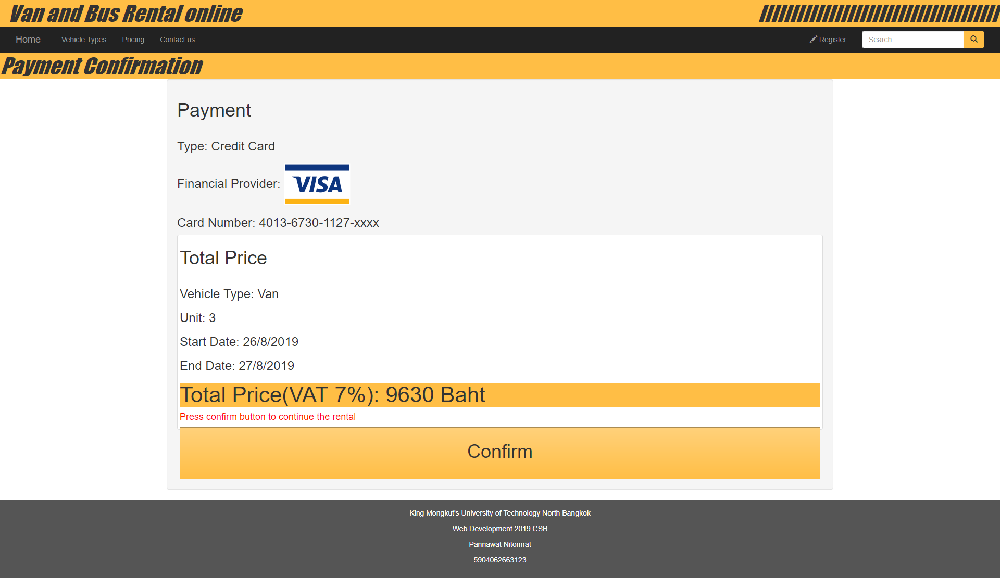 Van and Bus Rental online
Home Vehicle Types Pricing Contact us Register Search..
Payment Confirmation
Payment
Type: Credit Card
Financial Provider: VISA
Card Number: 4013-6730-1127-xxxx
Total Price
Vehicle Type: Van
Unit: 3
Start Date: 26/8/2019
End Date: 27/8/2019
Total Price(VAT 7%): 9630 Baht
Press confirm button to continue the rental
Confirm
King Mongkut's University of Technology North Bangkok
Web Development 2019 CSB
Pannawat Nitomrat
5904062663123